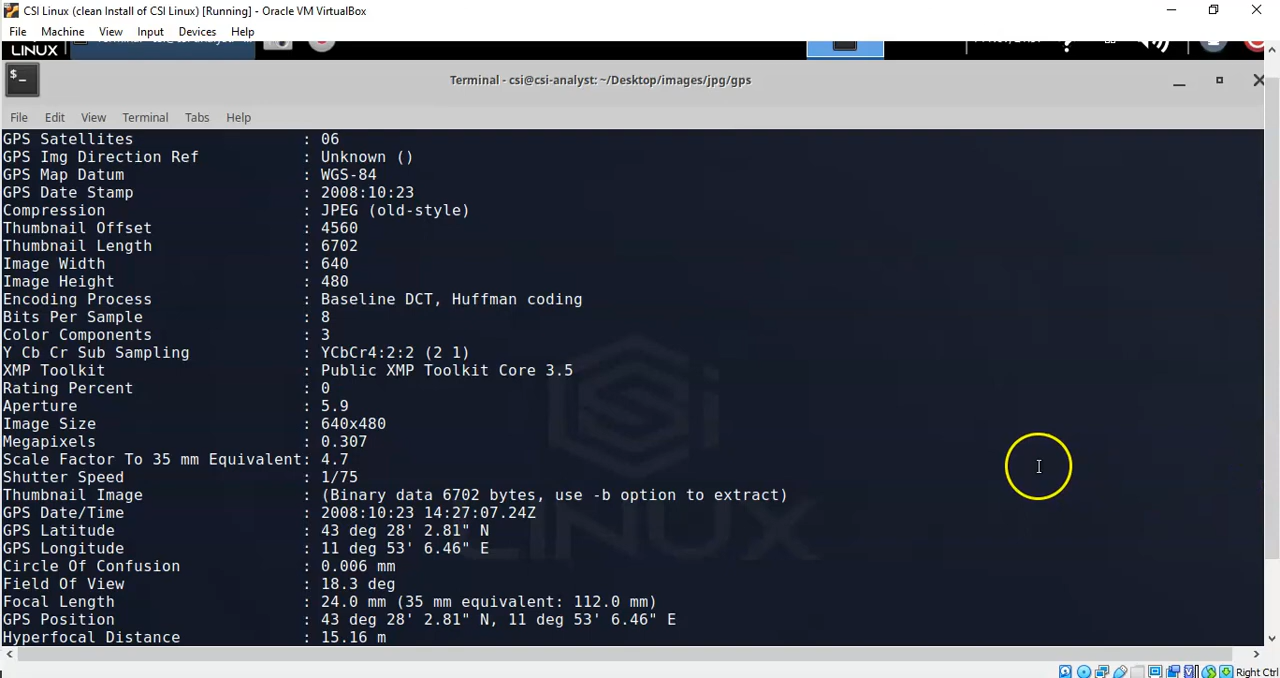 CSI Linux (clean Install of CSI Linux) [Running] - Oracle VM VirtualBox
File Machine View Input Devices Help
LINUX
Terminal - csi@csi-analyst: ~/Desktop/images/jpg/gps
File Edit View Terminal Tabs Help
GPS Satellites : 06
GPS Img Direction Ref : Unknown ()
GPS Map Datum : WGS-84
GPS Date Stamp : 2008:10:23
Compression : JPEG (old-style)
Thumbnail Offset : 4560
Thumbnail Length : 6702
Image Width : 640
Image Height : 480
Encoding Process : Baseline DCT, Huffman coding
Bits Per Sample : 8
Color Components : 3
Y Cb Cr Sub Sampling : YCbCr4:2:2 (2 1)
XMP Toolkit : Public XMP Toolkit Core 3.5
Rating Percent : 0
Aperture : 5.9
Image Size : 640x480
Megapixels : 0.307
Scale Factor To 35 mm Equivalent: 4.7
Shutter Speed : 1/75
Thumbnail Image : (Binary data 6702 bytes, use -b option to extract)
GPS Date/Time : 2008:10:23 14:27:07.24Z
GPS Latitude : 43 deg 28' 2.81" N
GPS Longitude : 11 deg 53' 6.46" E
Circle Of Confusion : 0.006 mm
Field Of View : 18.3 deg
Focal Length : 24.0 mm (35 mm equivalent: 112.0 mm)
GPS Position : 43 deg 28' 2.81" N, 11 deg 53' 6.46" E
Hyperfocal Distance : 15.16 m
CSi
LINUX
Right Ctrl